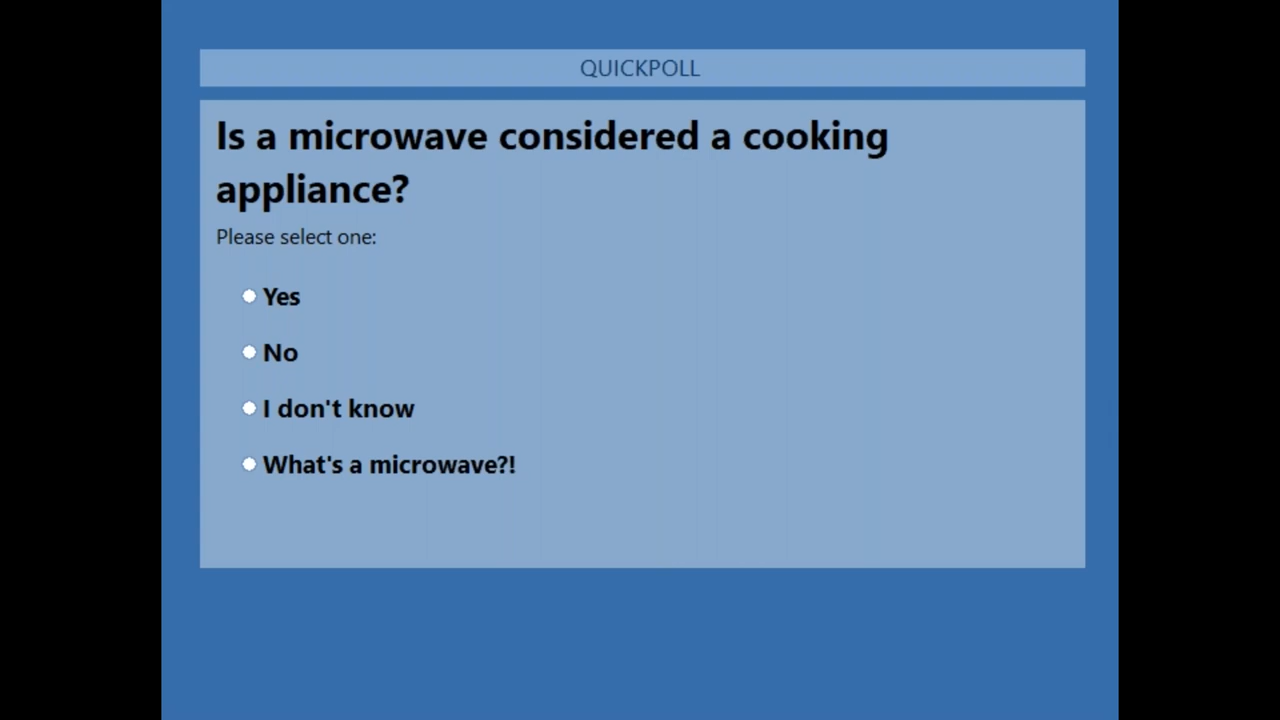 QUICKPOLL
Is a microwave considered a cooking
appliance?
Please select one:
Yes
No
I don't know
What's a microwave?!